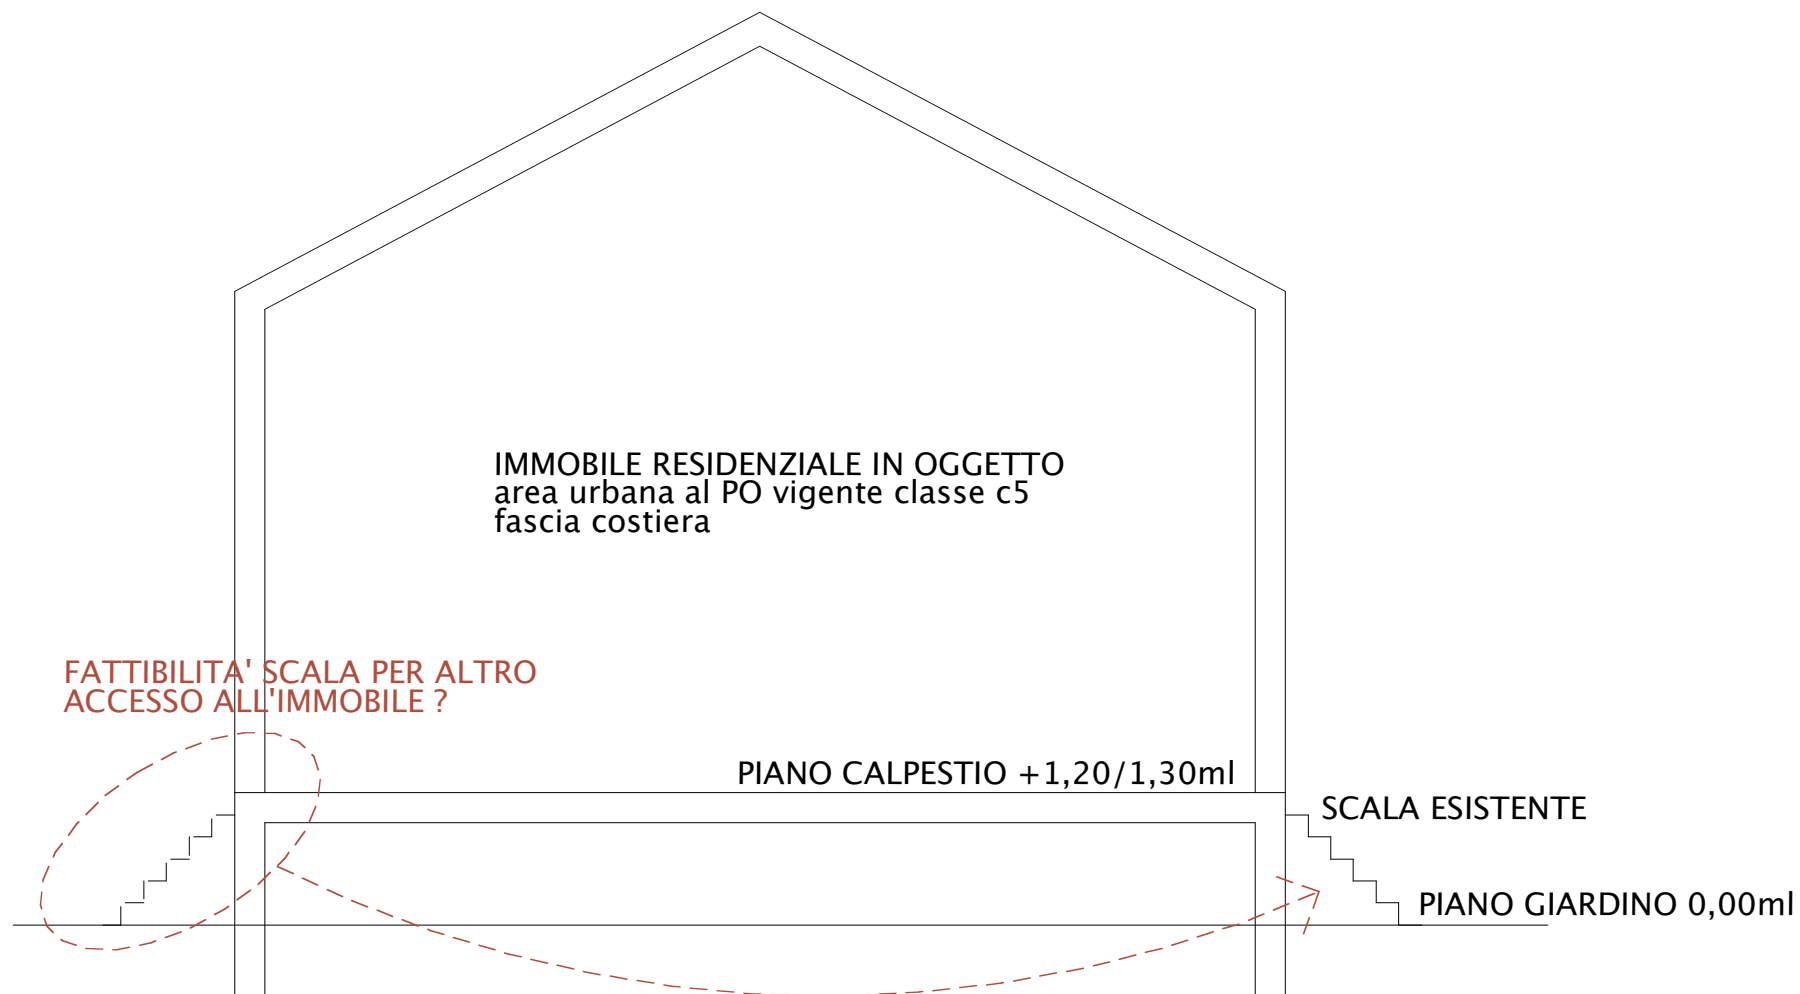 IMMOBILE RESIDENZIALE IN OGGETTO
area urbana al PO vigente classe c5
fascia costiera
FATTIBILITA' SCALA PER ALTRO
ACCESSO ALL'IMMOBILE ?
PIANO CALPESTIO +1,20/1,30ml
SCALA ESISTENTE
PIANO GIARDINO 0,00ml